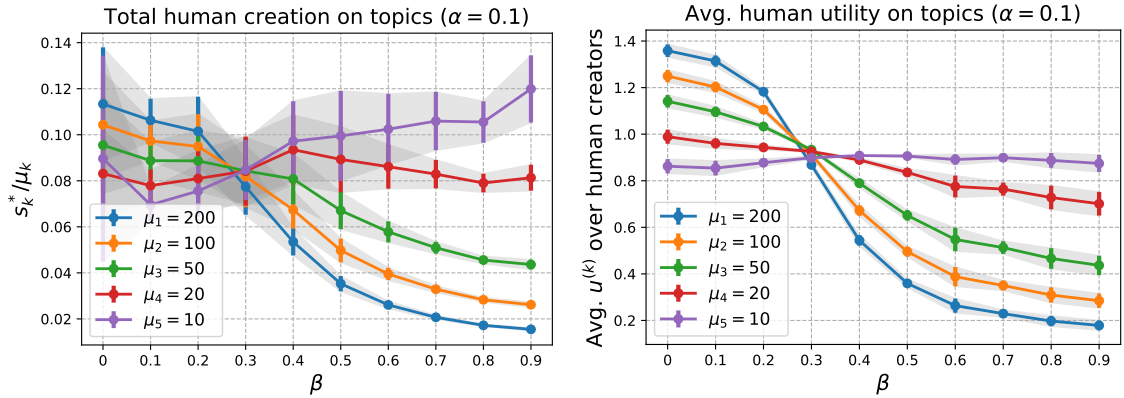 Total human creation on topics (α = 0.1)
s*k/μk
0.14
0.12
0.10
0.08
0.06
0.04
0.02
μ1 = 200
μ2 = 100
μ3 = 50
μ4 = 20
μ5 = 10
0 0.1 0.2 0.3 0.4 0.5 0.6 0.7 0.8 0.9
β
Avg. human utility on topics (α = 0.1)
Avg. u(k) over human creators
1.4
1.2
1.0
0.8
0.6
0.4
0.2
μ1 = 200
μ2 = 100
μ3 = 50
μ4 = 20
μ5 = 10
0 0.1 0.2 0.3 0.4 0.5 0.6 0.7 0.8 0.9
β